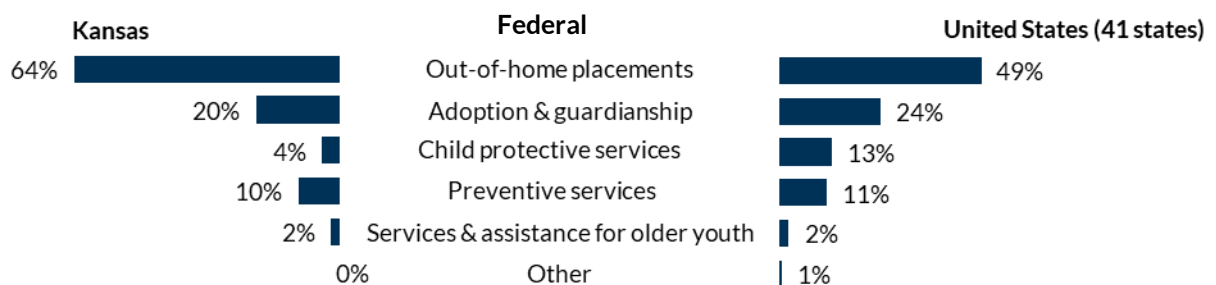 Kansas Federal United States (41 states)
64% Out-of-home placements 49%
20% Adoption & guardianship 24%
4% Child protective services 13%
10% Preventive services 11%
2% Services & assistance for older youth 2%
0% Other 1%